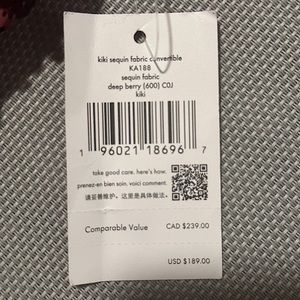 kiki sequin fabric convertible
KA188
sequin fabric
deep berry (600) C0J
kiki
1 96021 18696 7
take good care. here's how.
prenez-en bien soin. voici comment.
请妥善维护。这里是具体做法。
Comparable Value CAD $239.00
USD $189.00